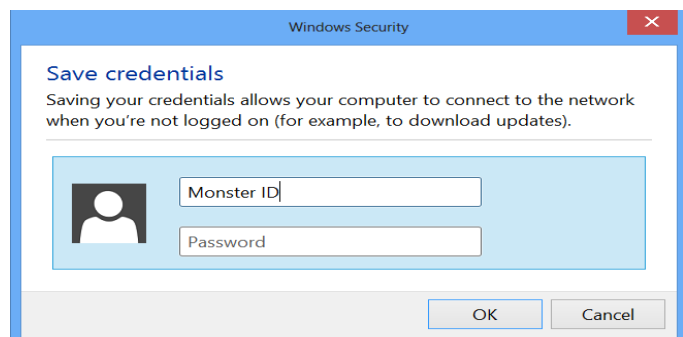 Windows Security
Save credentials
Saving your credentials allows your computer to connect to the network
when you're not logged on (for example, to download updates).
Monster ID
Password
OK
Cancel